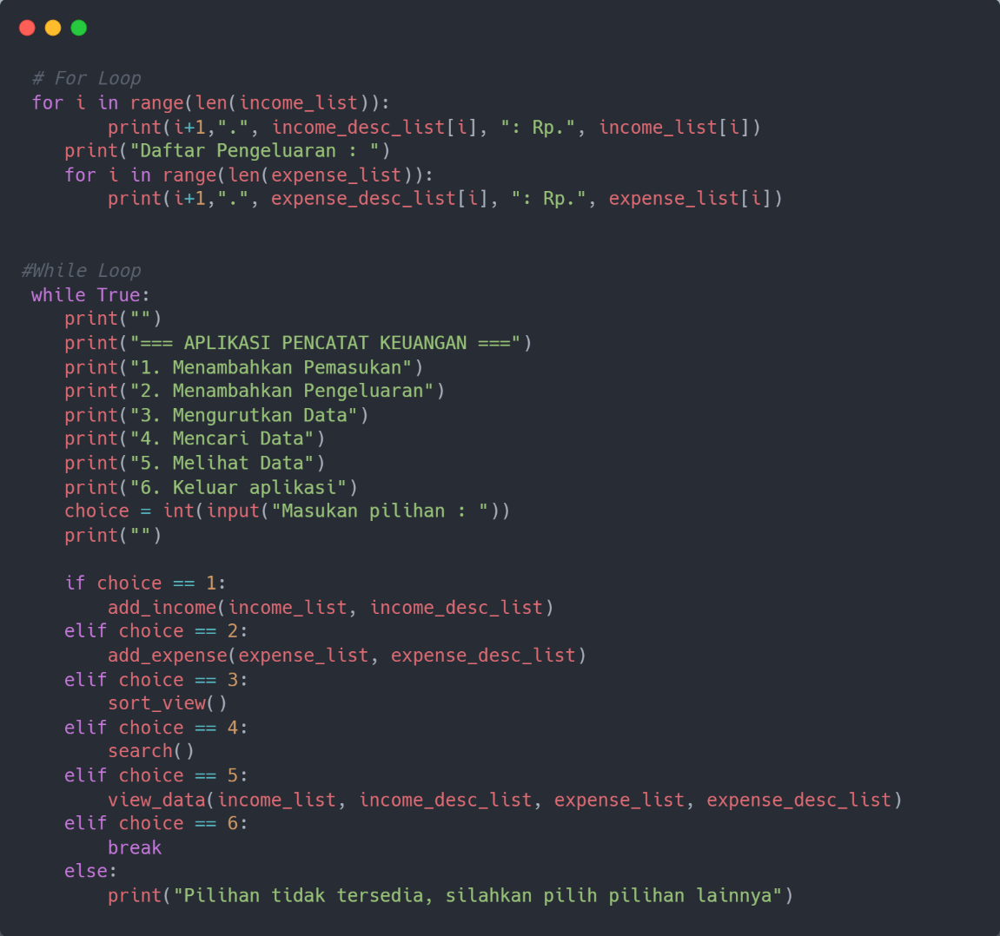 # For Loop
for i in range(len(income_list)):
       print(i+1,".", income_desc_list[i], ": Rp.", income_list[i])
   print("Daftar Pengeluaran : ")
   for i in range(len(expense_list)):
       print(i+1,".", expense_desc_list[i], ": Rp.", expense_list[i])
#While Loop
 while True:
    print("")
    print("=== APLIKASI PENCATAT KEUANGAN ===")
    print("1. Menambahkan Pemasukan")
    print("2. Menambahkan Pengeluaran")
    print("3. Mengurutkan Data")
    print("4. Mencari Data")
    print("5. Melihat Data")
    print("6. Keluar aplikasi")
    choice = int(input("Masukan pilihan : "))
    print("")
    if choice == 1:
        add_income(income_list, income_desc_list)
    elif choice == 2:
        add_expense(expense_list, expense_desc_list)
    elif choice == 3:
        sort_view()
    elif choice == 4:
        search()
    elif choice == 5:
        view_data(income_list, income_desc_list, expense_list, expense_desc_list)
    elif choice == 6:
        break
    else:
        print("Pilihan tidak tersedia, silahkan pilih pilihan lainnya")